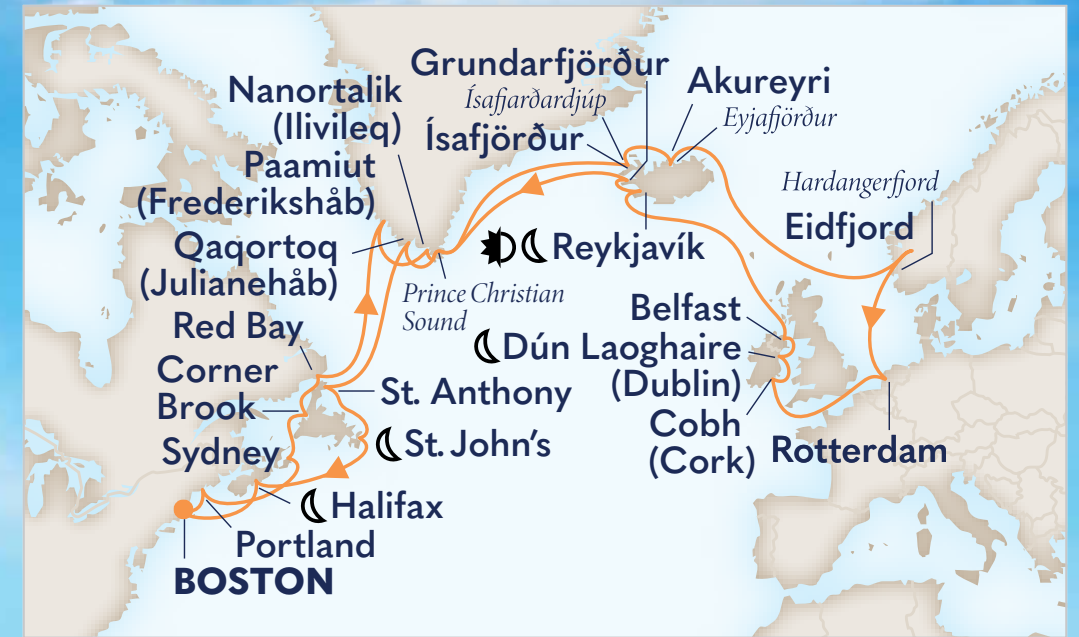 Grundarfjörður
Ísafjarðardjúp
Ísafjörður
Akureyri
Eyjafjörður
Nanortalik
(Ilivileq)
Paamiut
(Frederikshåb)
Qaqortoq
(Julianehåb)
Hardangerfjord
Eidfjord
Reykjavík
Prince Christian
Sound
Red Bay
Corner
Brook
Sydney
Belfast
Dún Laoghaire
(Dublin)
Cobh
(Cork)
Rotterdam
St. Anthony
St. John's
Halifax
Portland
BOSTON